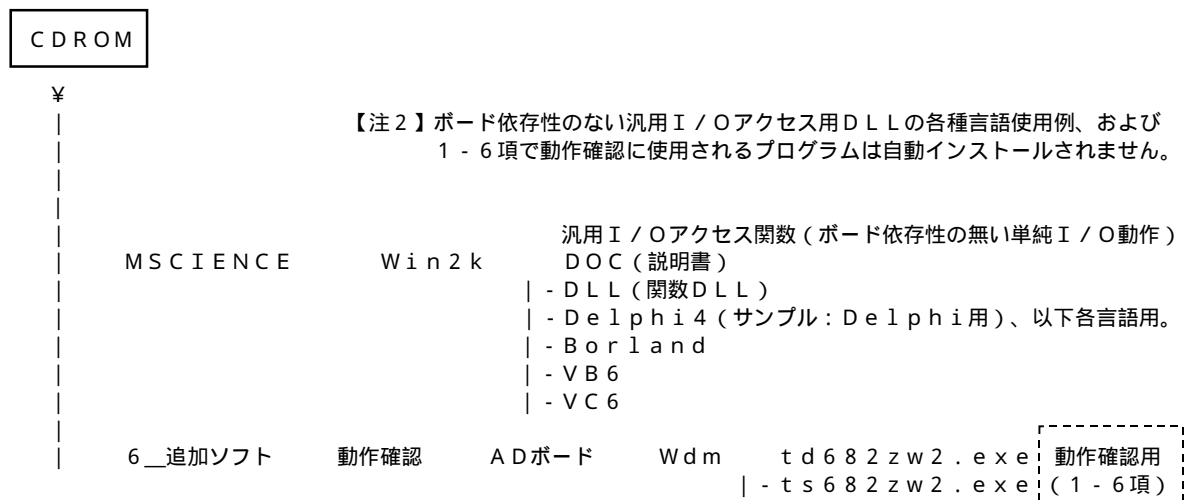 CDROM
¥
【注2】ボード依存性のない汎用I/Oアクセス用DLLの各種言語使用例、および
1-6項で動作確認に使用されるプログラムは自動インストールされません。
汎用I/Oアクセス関数(ボード依存性の無い単純I/O動作)
MSCIENCE Win2k DOC(説明書)
|-DLL(関数DLL)
|-Delphi4(サンプル:Delphi用)、以下各言語用。
|-Borland
|-VB6
|-VC6
6_追加ソフト 動作確認 ADボード Wdm td682zw2.exe 動作確認用
|-ts682zw2.exe (1-6項)